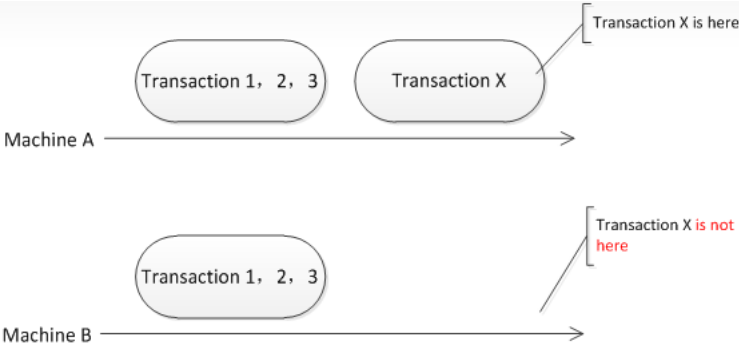 Transaction X is here
Transaction 1，2，3
Transaction X
Machine A
Transaction X is not
here
Transaction 1，2，3
Machine B